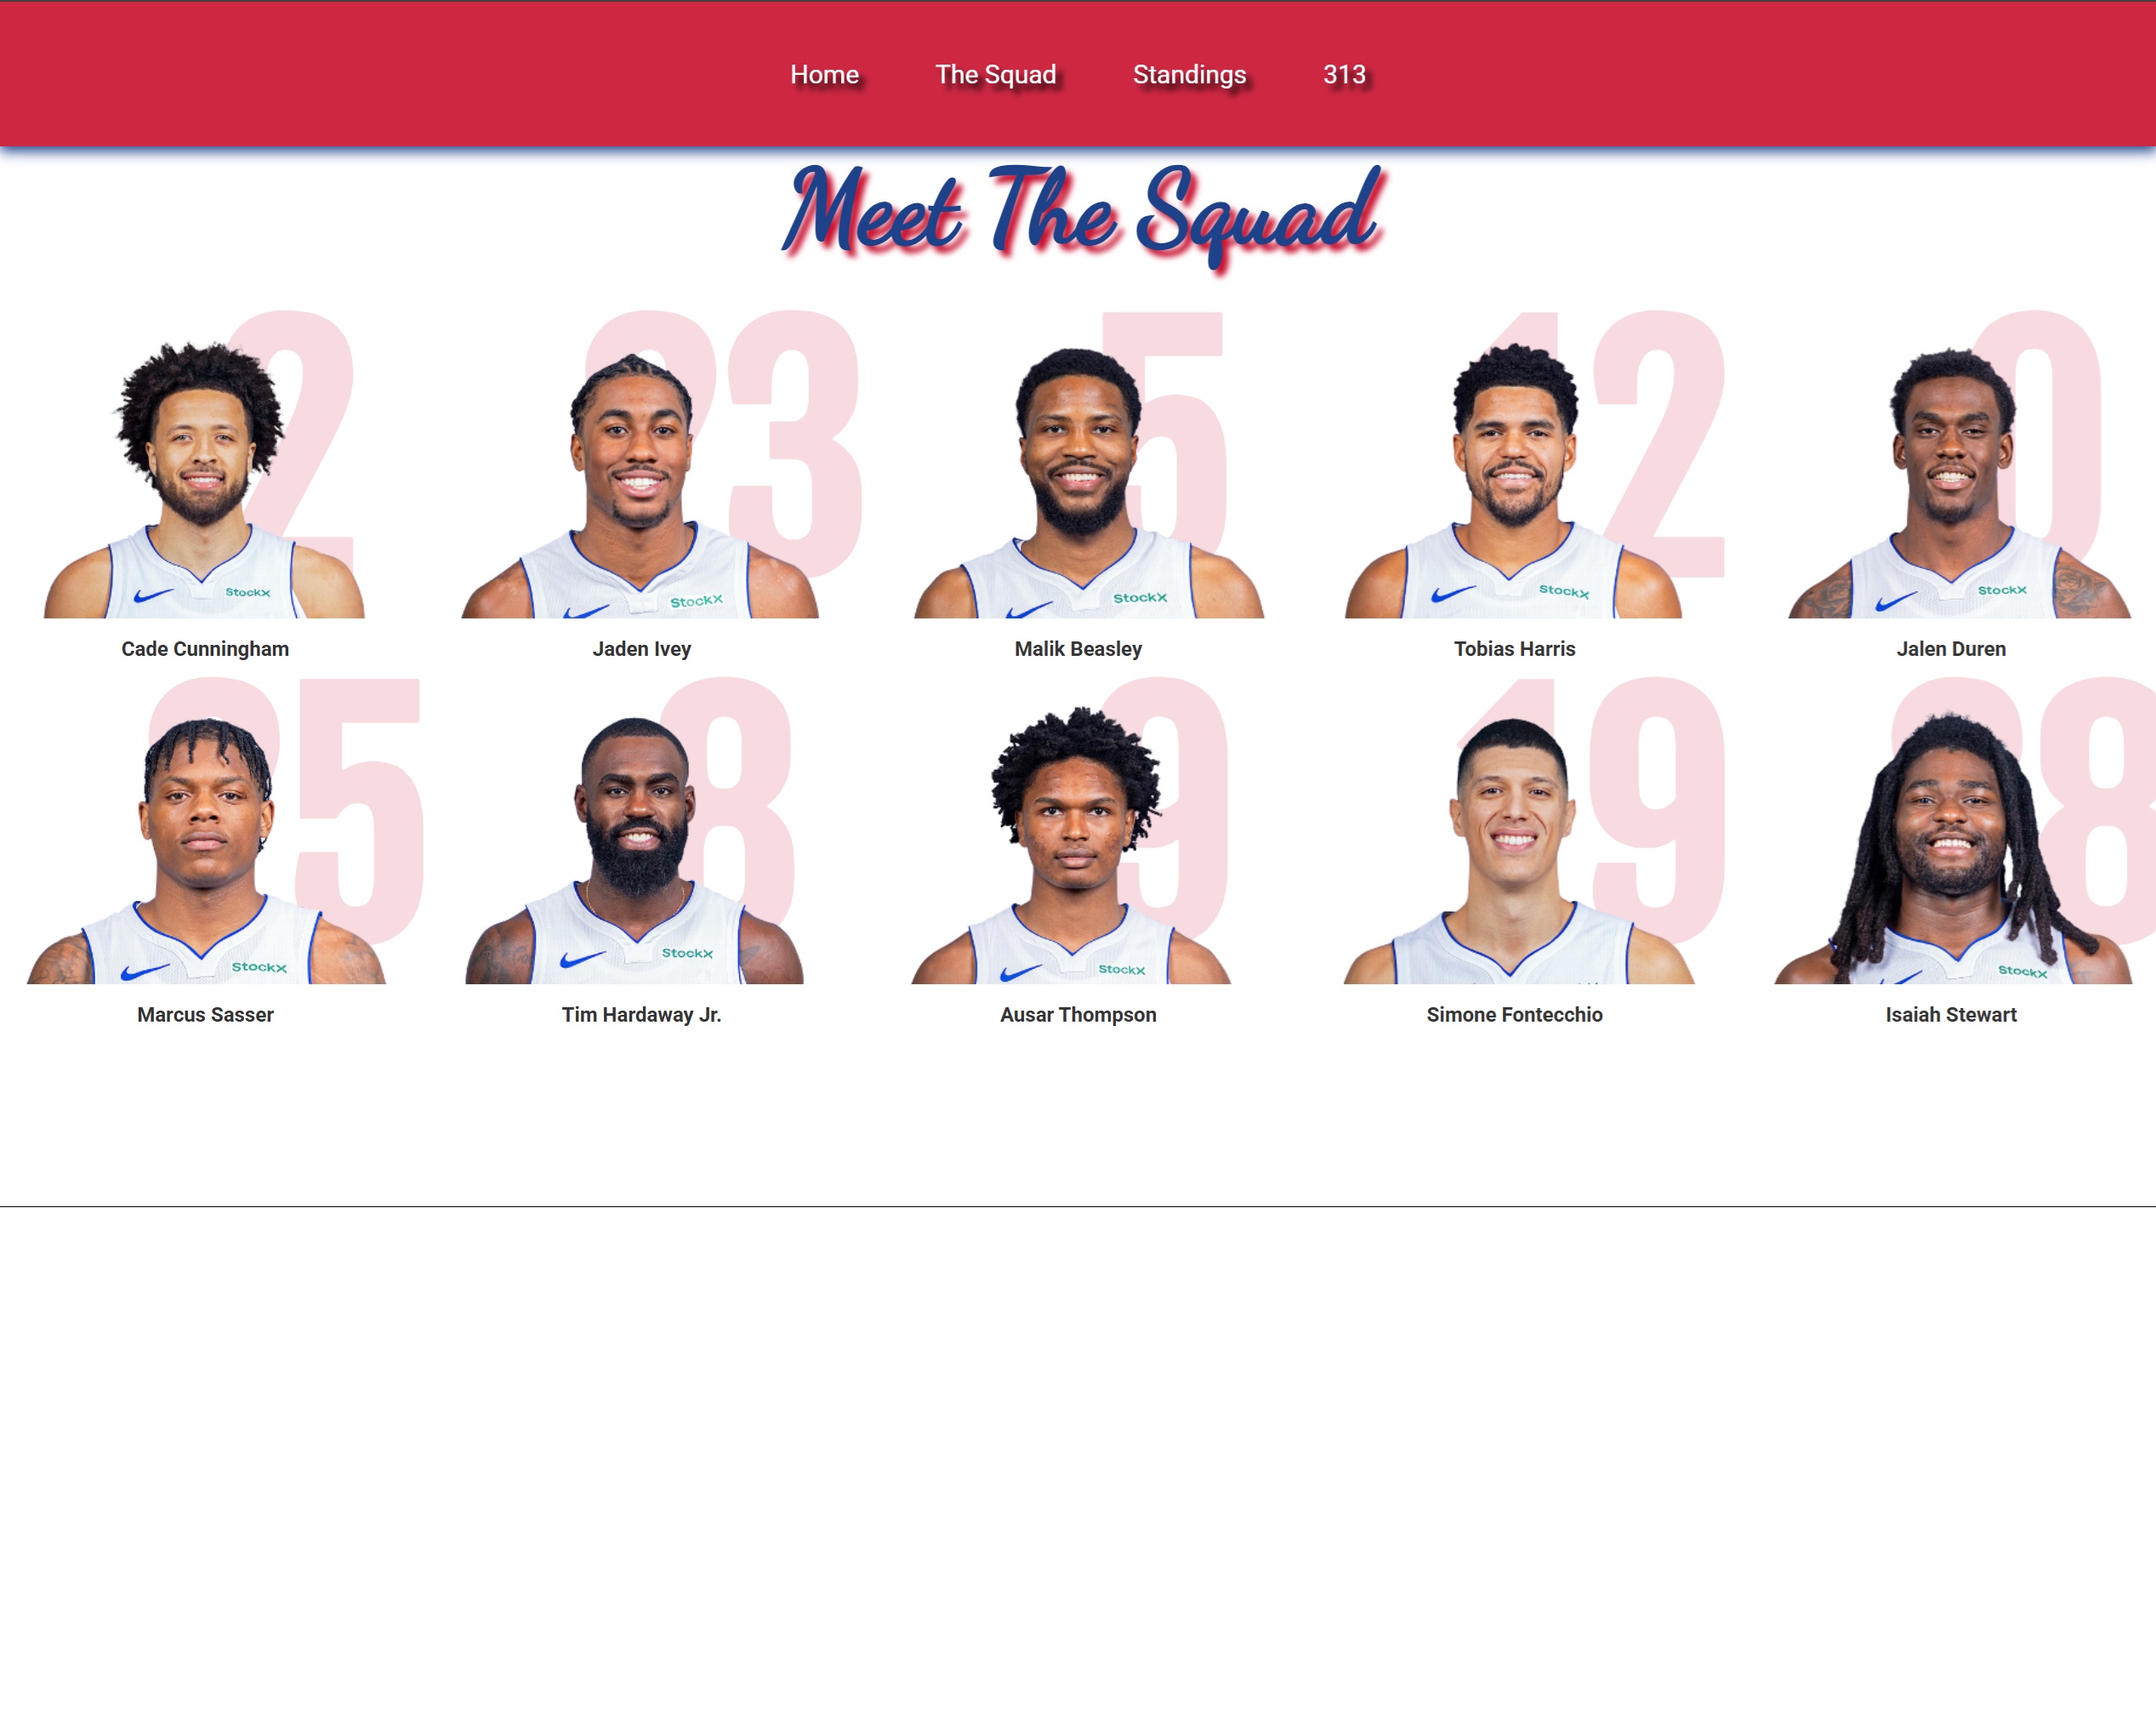 Home The Squad Standings 313
Meet The Squad
2 23 5 12 0
StockX StockX StockX StockX StockX
Cade Cunningham Jaden Ivey Malik Beasley Tobias Harris Jalen Duren
5 8 9 19 28
StockX StockX StockX StockX
Marcus Sasser Tim Hardaway Jr. Ausar Thompson Simone Fontecchio Isaiah Stewart